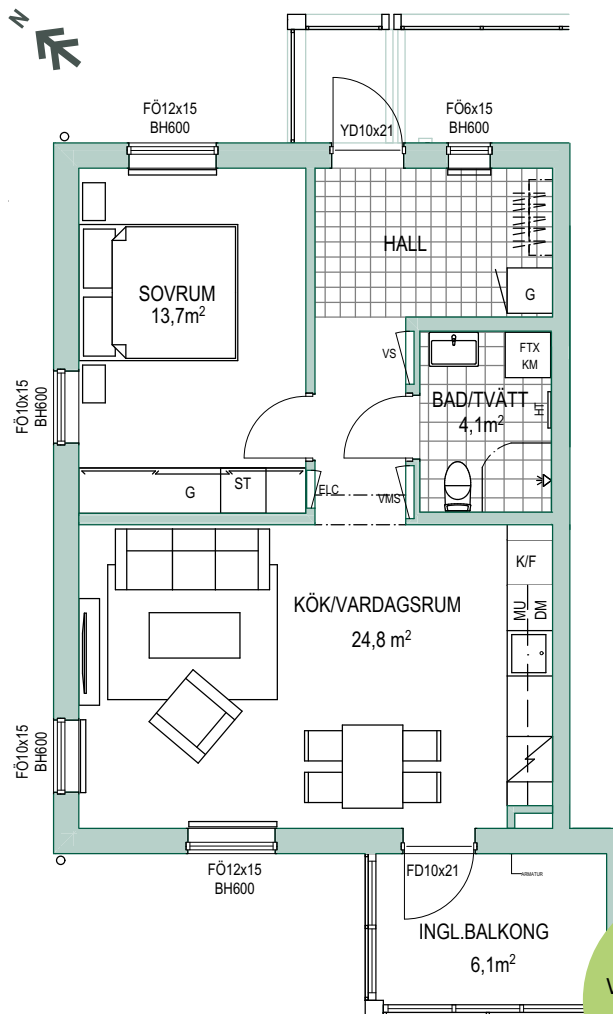 N
FÖ12x15
BH600
YD10x21
FÖ6x15
BH600
HALL
SOVRUM
13,7m²
G
VS
FTX
KM
FÖ10x15
BH600
BAD/TVÄTT
4,1m²
HT
G
ST
ELC
VMS
K/F
MU
DM
KÖK/VARDAGSRUM
24,8 m²
FÖ10x15
BH600
FÖ12x15
BH600
FD10x21
ARMATUR
INGL.BALKONG
6,1m²
V